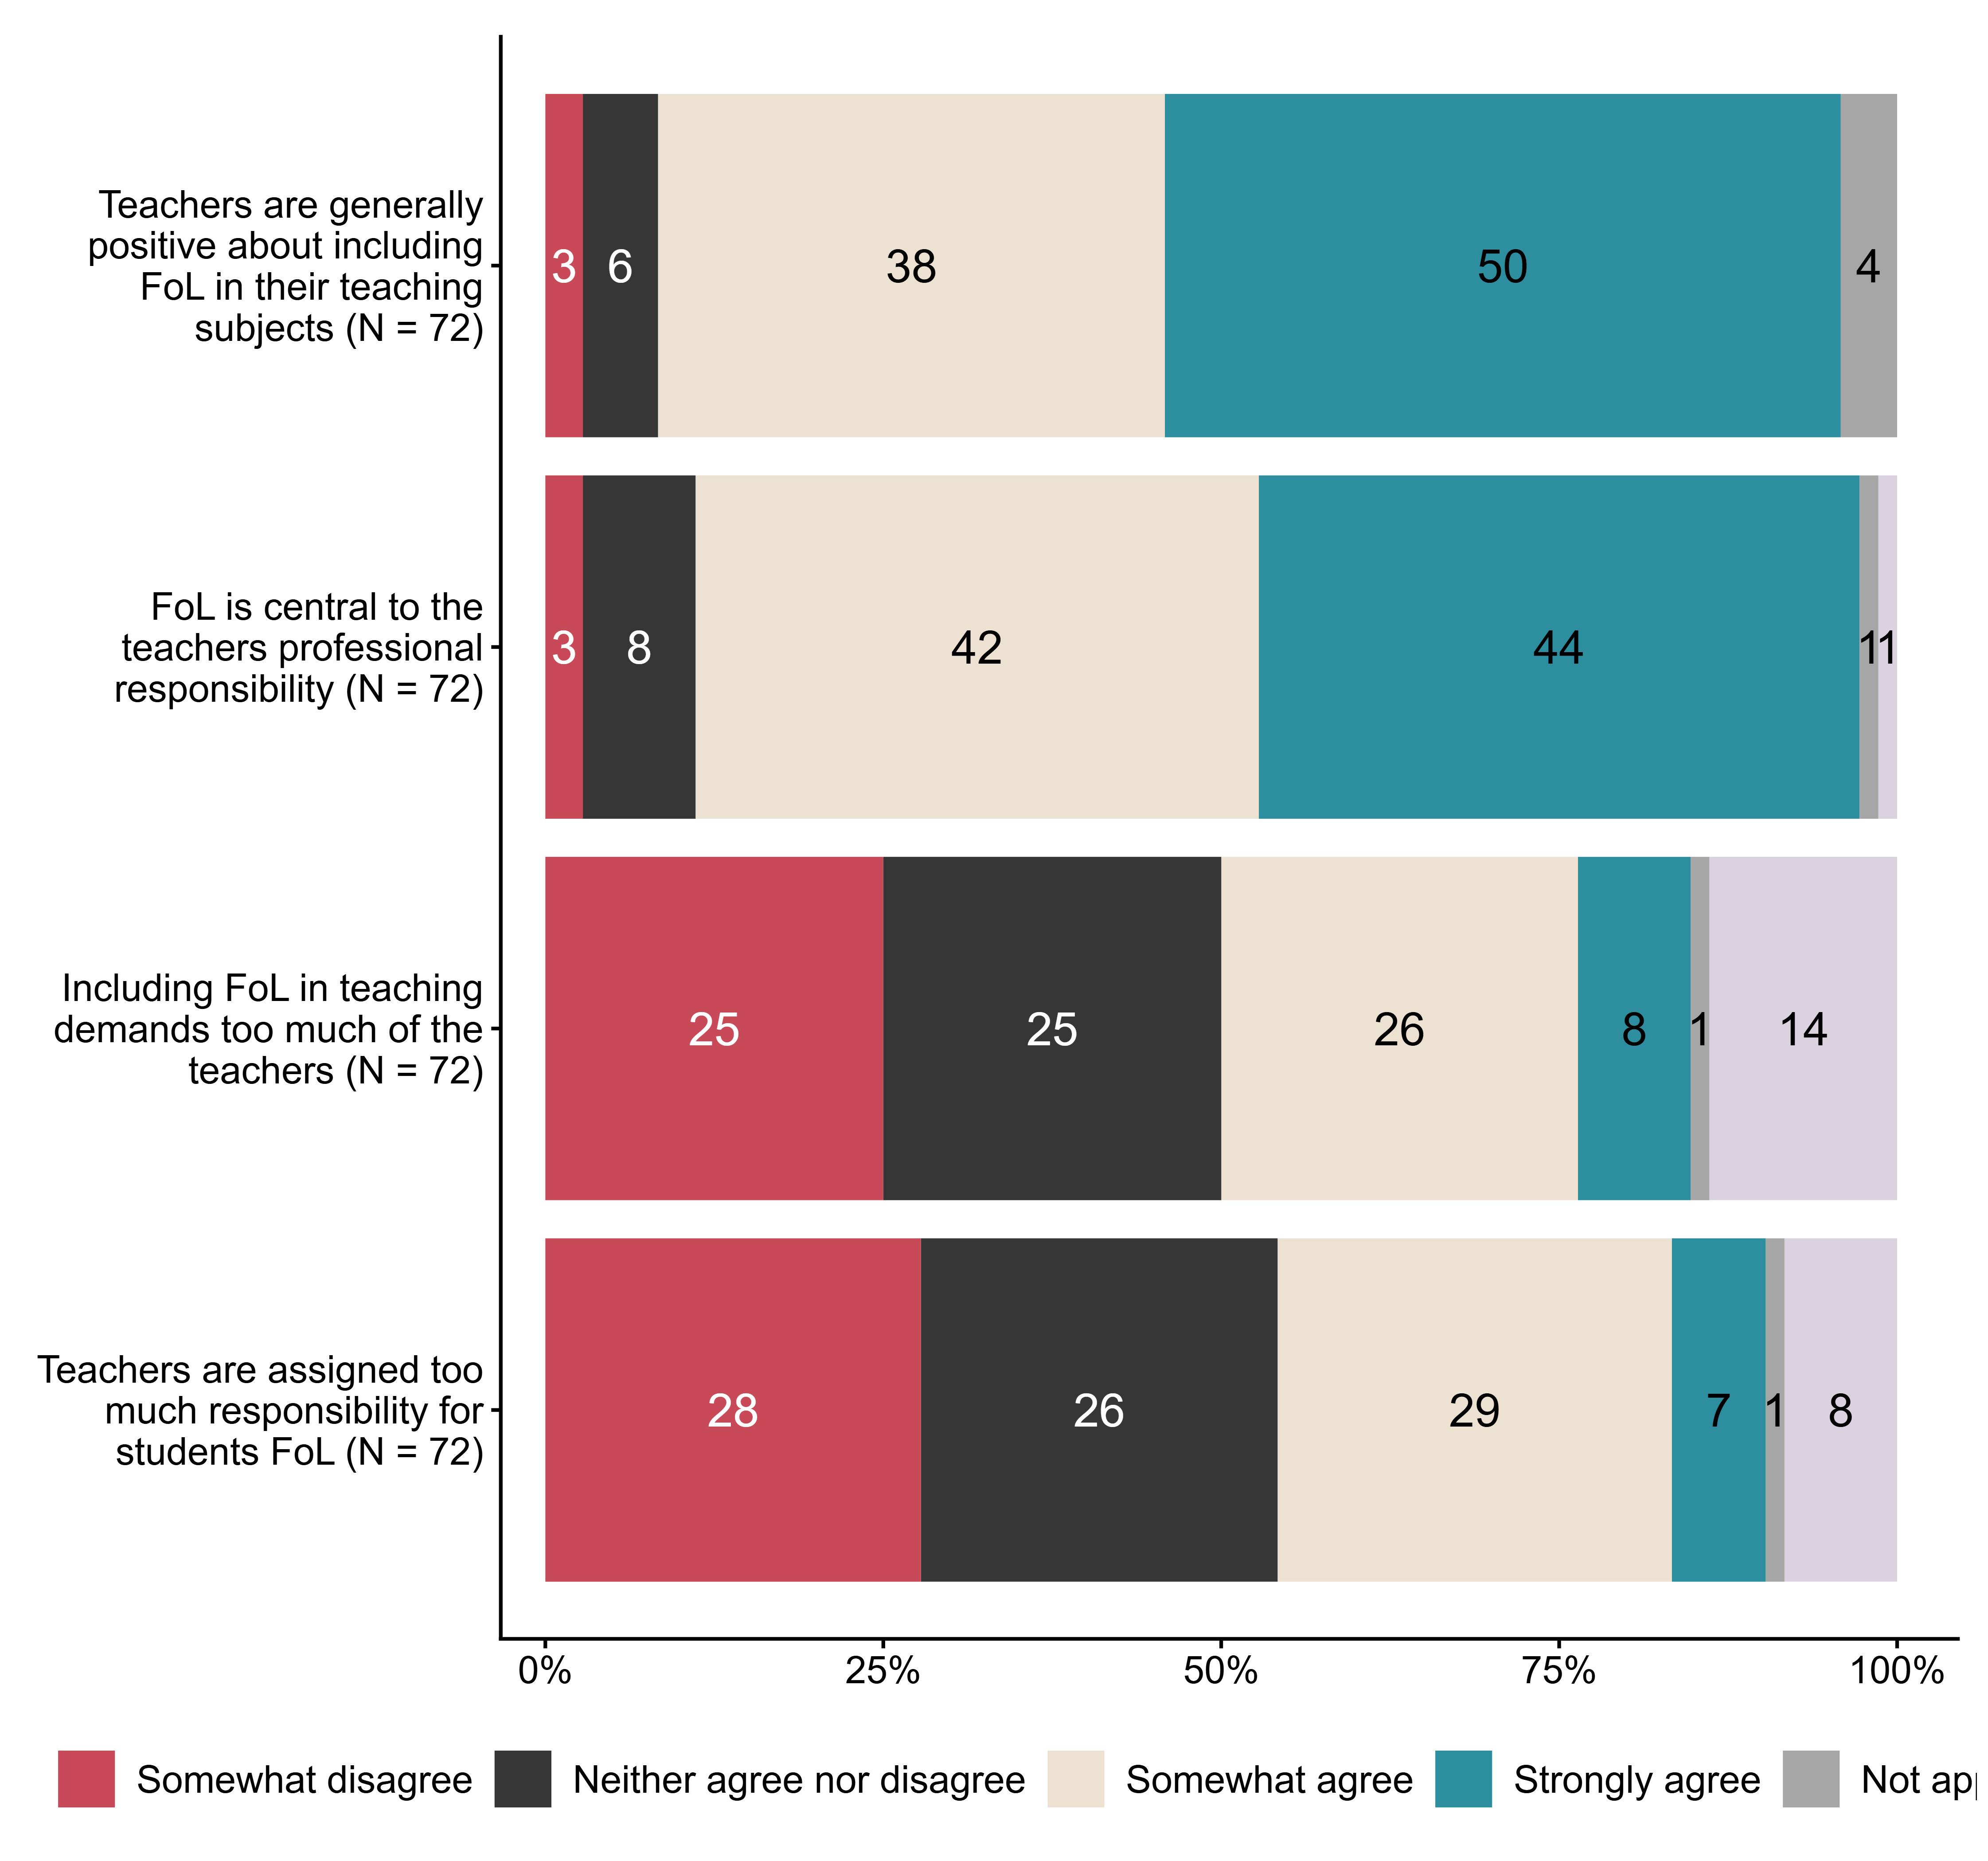 Teachers are generally
positive about including
FoL in their teaching
subjects (N = 72)
3 6 38 50 4
FoL is central to the
teachers professional
responsibility (N = 72)
3 8 42 44 1 1
Including FoL in teaching
demands too much of the
teachers (N = 72)
25 25 26 8 1 14
Teachers are assigned too
much responsibility for
students FoL (N = 72)
28 26 29 7 1 8
0% 25% 50% 75% 100%
Somewhat disagree Neither agree nor disagree Somewhat agree Strongly agree Not